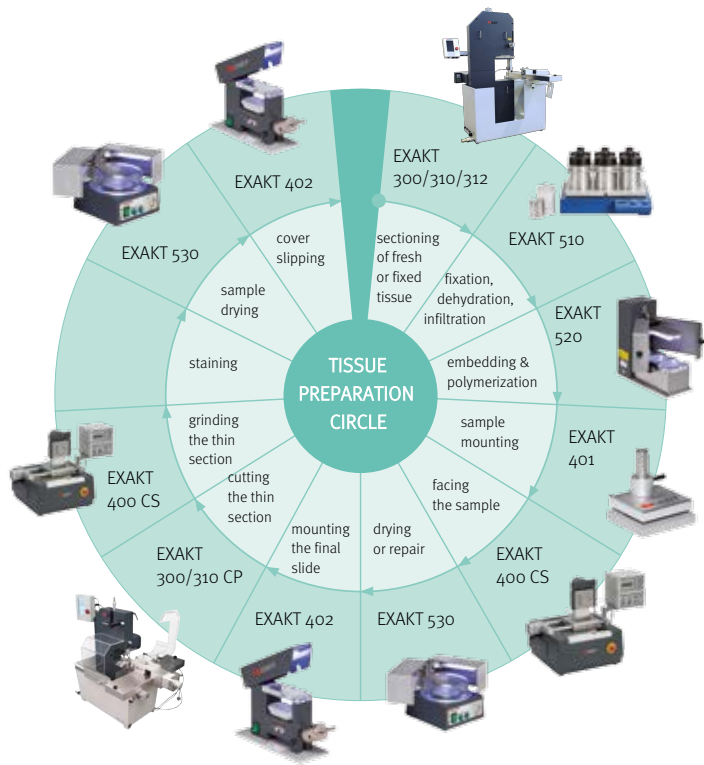 EXAKT
300/310/312
sectioning
of fresh
or fixed
tissue
EXAKT 510
fixation,
dehydration,
infiltration
EXAKT
520
embedding &
polymerization
EXAKT
401
sample
mounting
EXAKT
400 CS
facing
the sample
EXAKT 530
drying
or repair
EXAKT 402
mounting
the final
slide
EXAKT
300/310 CP
cutting
the thin
section
EXAKT
400 CS
grinding
the thin
section
staining
EXAKT 530
sample
drying
EXAKT 402
cover
slipping
TISSUE
PREPARATION
CIRCLE